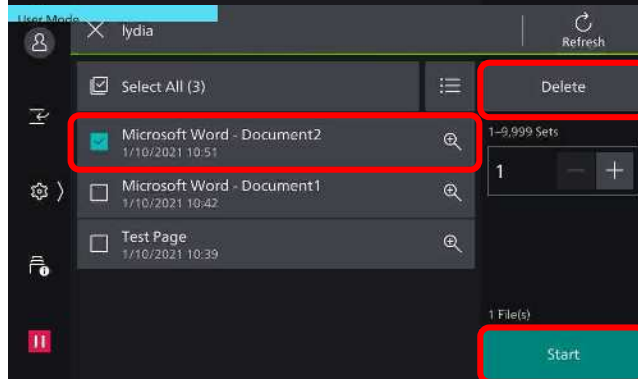 User Mode
lydia
Refresh
Select All (3)
Delete
Microsoft Word - Document2
1/10/2021 10:51
1–9,999 Sets
1
Microsoft Word - Document1
1/10/2021 10:42
Test Page
1/10/2021 10:39
1 File(s)
Start